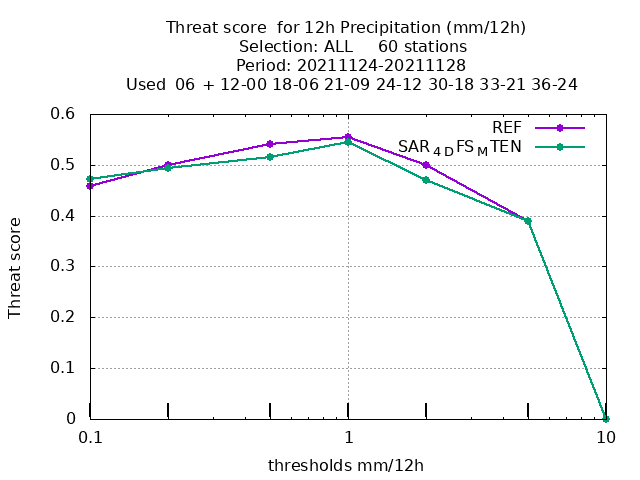 Threat score  for 12h Precipitation (mm/12h)
Selection: ALL     60 stations
Period: 20211124-20211128
Used  06 + 12-00 18-06 21-09 24-12 30-18 33-21 36-24
0.6
REF
SAR4DFSMTEN
0.5
0.4
0.3
0.2
0.1
0
Threat score
0.1 1 10
thresholds mm/12h